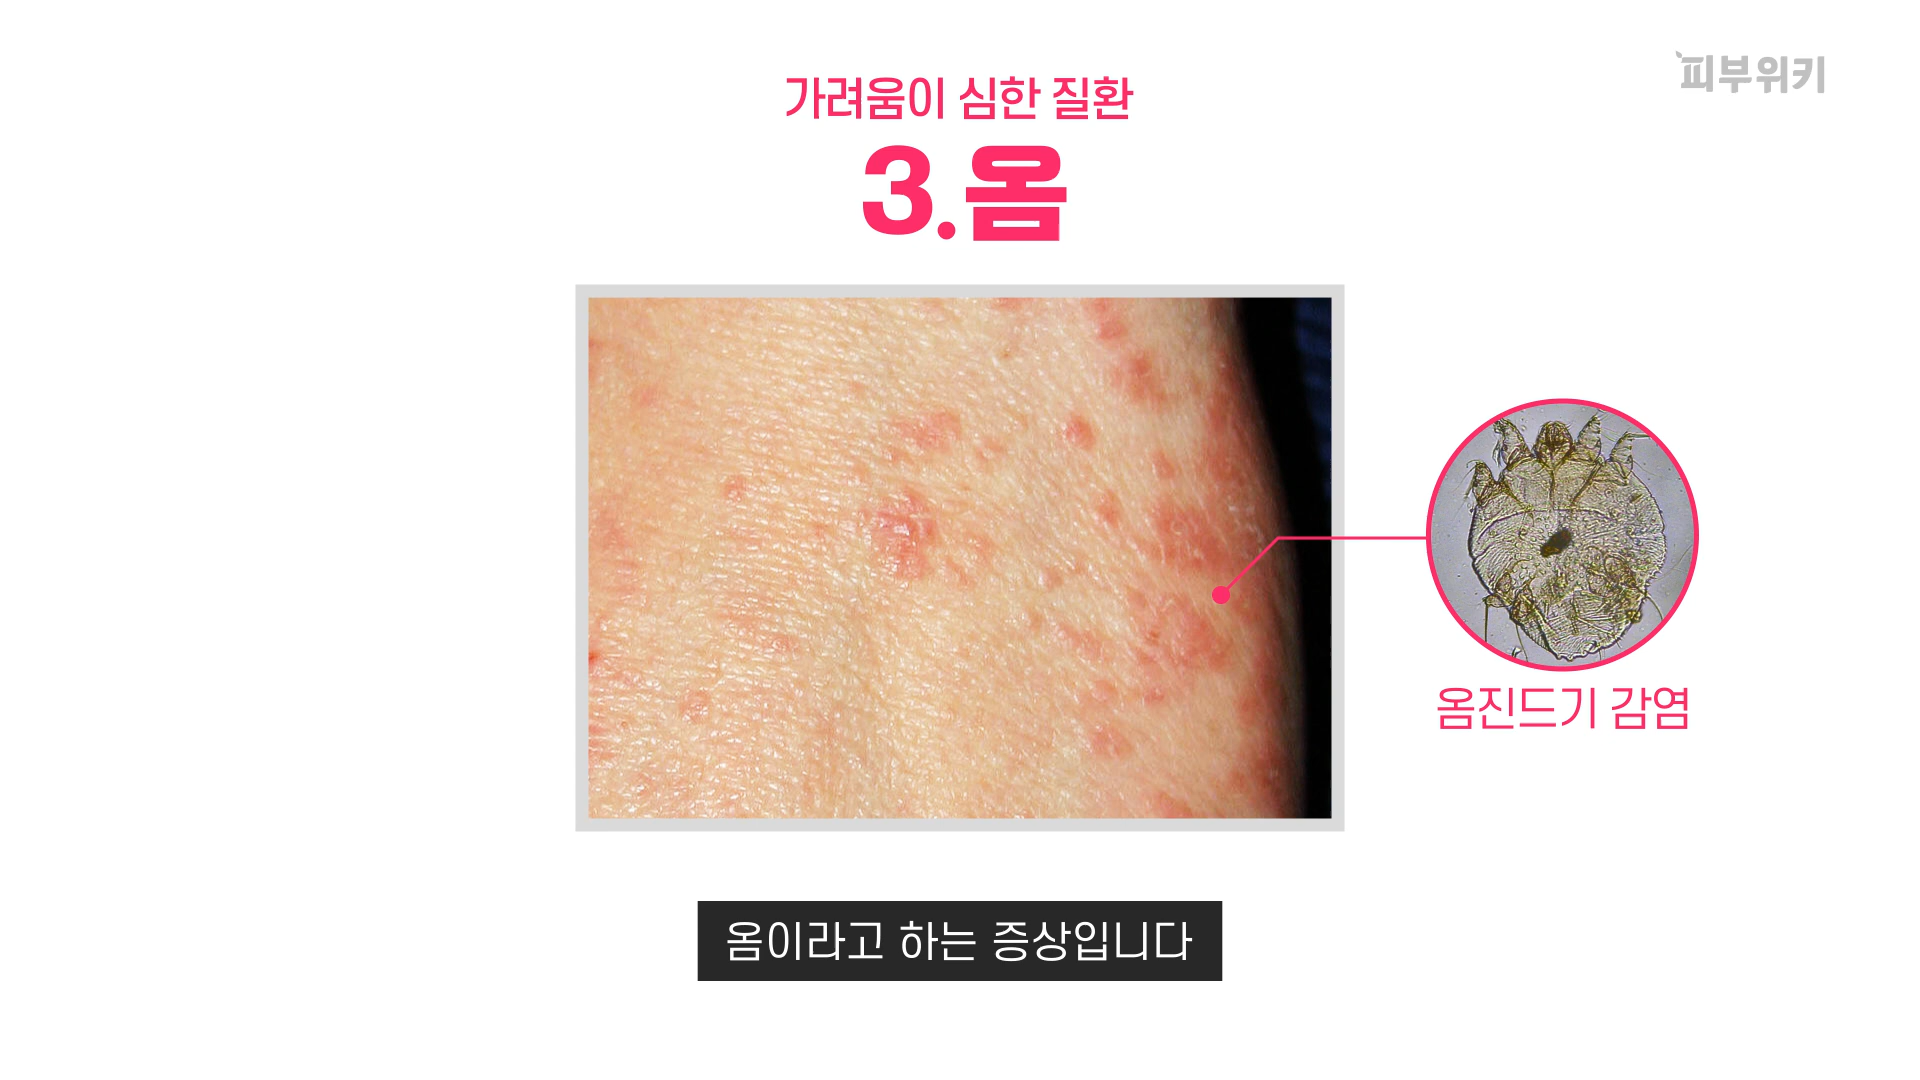 피부위키
가려움이 심한 질환
3.옴
옴진드기 감염
옴이라고 하는 증상입니다